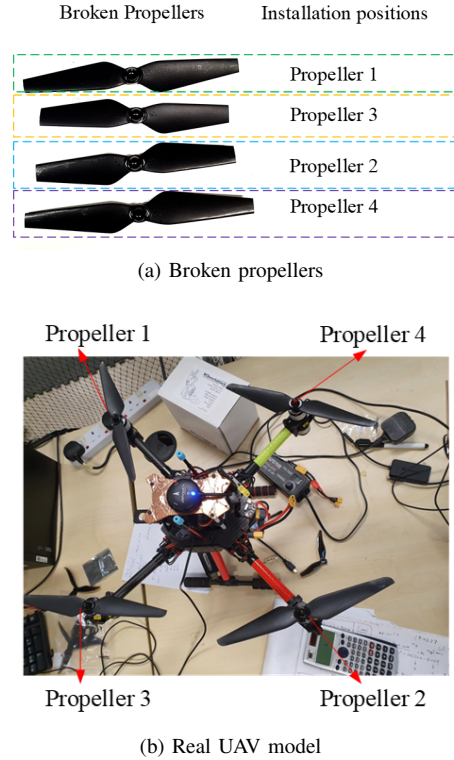 Broken Propellers Installation positions
Propeller 1
Propeller 3
Propeller 2
Propeller 4
(a) Broken propellers
Propeller 1
Propeller 4
Propeller 3
Propeller 2
(b) Real UAV model